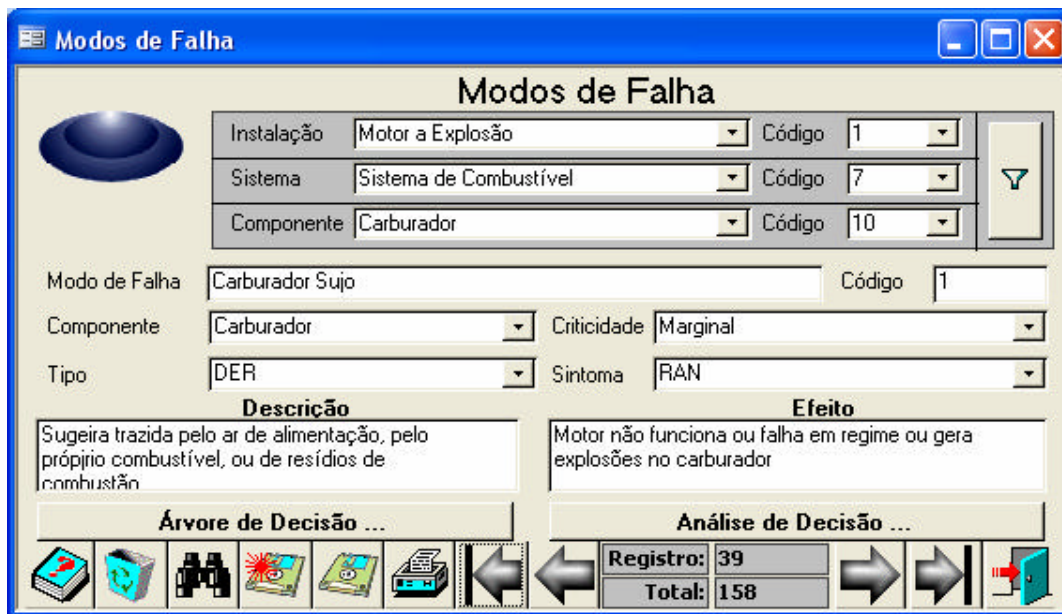 Modos de Falha
Modos de Falha
Instalação Motor a Explosão Código 1
Sistema Sistema de Combustível Código 7
Componente Carburador Código 10
Modo de Falha Carburador Sujo Código 1
Componente Carburador Criticidade Marginal
Tipo DER Sintoma RAN
Descrição Efeito
Sugeira trazida pelo ar de alimentação, pelo
própjrio combustível, ou de resídios de
combustão
Motor não funciona ou falha em regime ou gera
explosões no carburador
Árvore de Decisão ... Análise de Decisão ...
Registro: 39
Total: 158